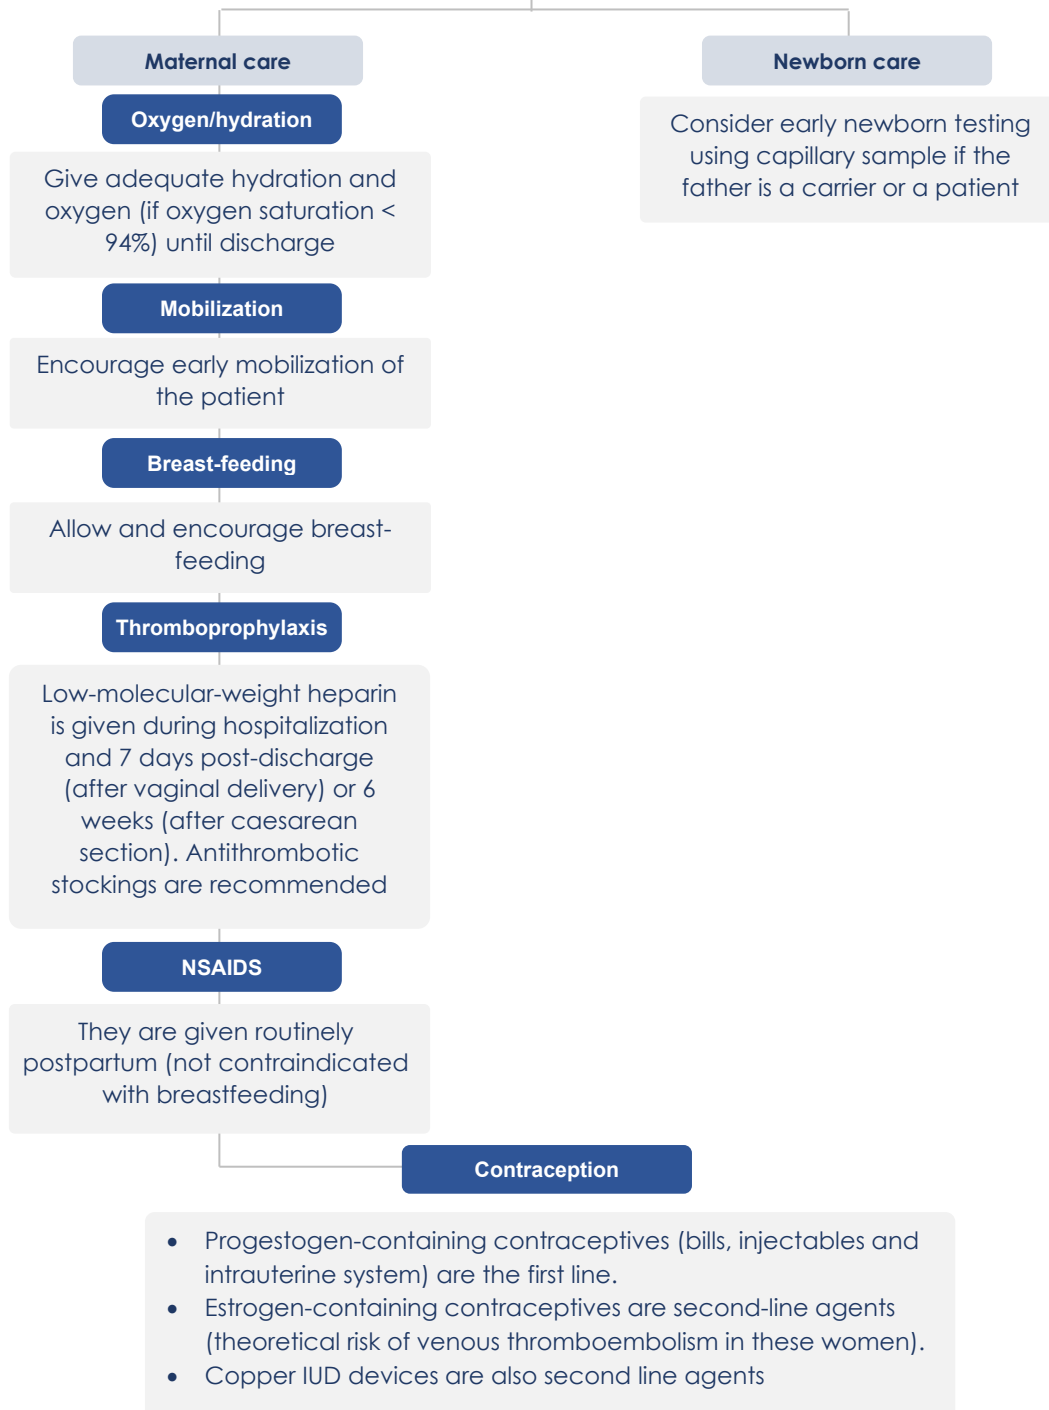 Maternal care
Oxygen/hydration
Give adequate hydration and
oxygen (if oxygen saturation <
94%) until discharge
Mobilization
Encourage early mobilization of
the patient
Breast-feeding
Allow and encourage breast-
feeding
Thromboprophylaxis
Low-molecular-weight heparin
is given during hospitalization
and 7 days post-discharge
(after vaginal delivery) or 6
weeks (after caesarean
section). Antithrombotic
stockings are recommended
NSAIDS
They are given routinely
postpartum (not contraindicated
with breastfeeding)
Newborn care
Consider early newborn testing
using capillary sample if the
father is a carrier or a patient
Contraception
• Progestogen-containing contraceptives (bills, injectables and
intrauterine system) are the first line.
• Estrogen-containing contraceptives are second-line agents
(theoretical risk of venous thromboembolism in these women).
• Copper IUD devices are also second line agents